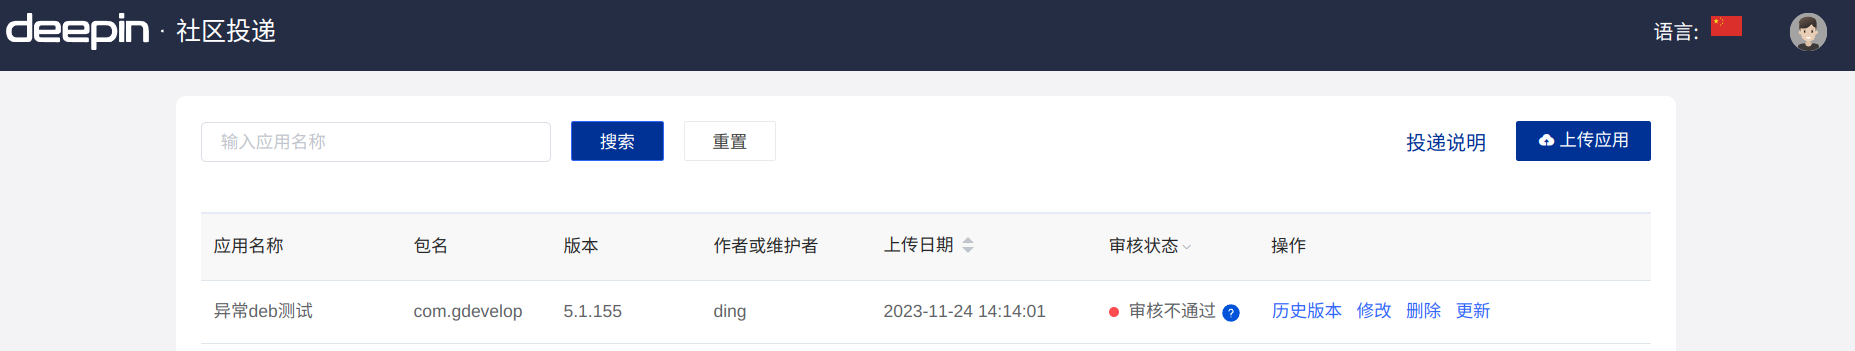 deepin · 社区投递
语言:
输入应用名称 搜索 重置 投递说明 上传应用
应用名称 包名 版本 作者或维护者 上传日期 审核状态 操作
异常deb测试 com.gdevelop 5.1.155 ding 2023-11-24 14:14:01 审核不通过 ? 历史版本 修改 删除 更新